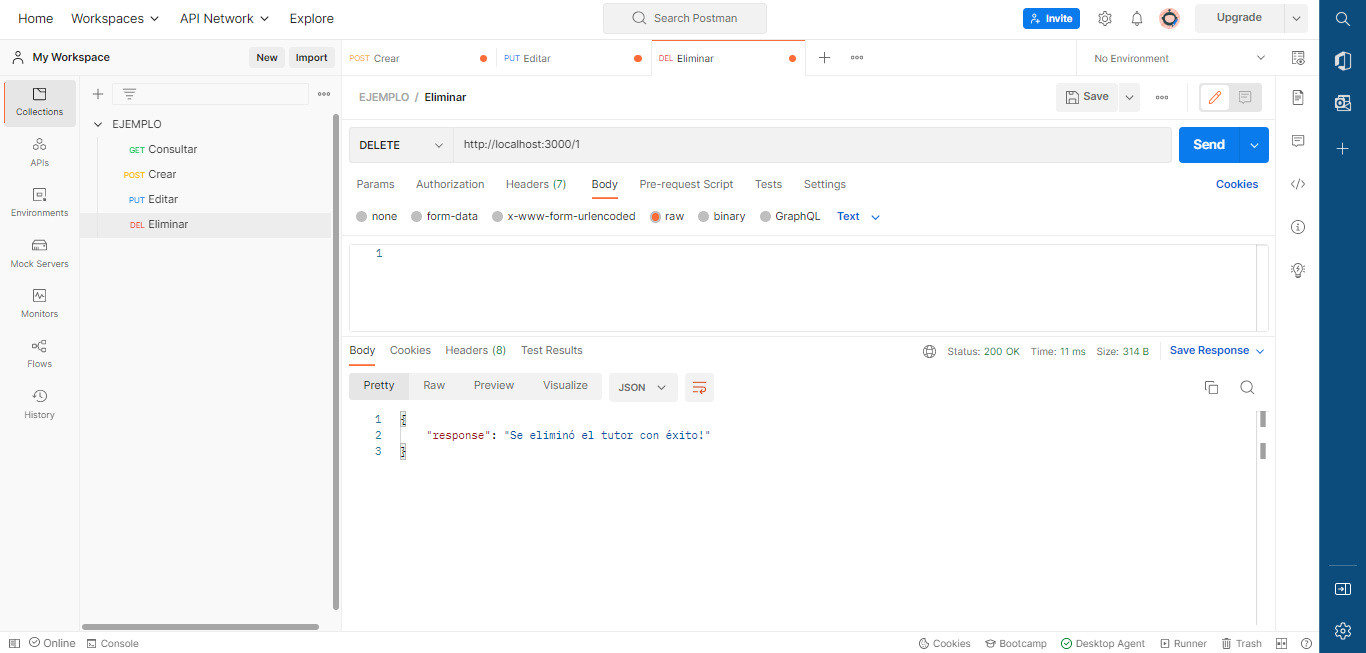 Home Workspaces API Network Explore Search Postman Invite Upgrade
My Workspace New Import POST Crear PUT Editar DEL Eliminar No Environment
Collections
APIs
Environments
Mock Servers
Monitors
Flows
History
EJEMPLO
GET Consultar
POST Crear
PUT Editar
DEL Eliminar
EJEMPLO / Eliminar Save
DELETE http://localhost:3000/1 Send
Params Authorization Headers (7) Body Pre-request Script Tests Settings Cookies
none form-data x-www-form-urlencoded raw binary GraphQL Text
1
Body Cookies Headers (8) Test Results Status: 200 OK Time: 11 ms Size: 314 B Save Response
Pretty Raw Preview Visualize JSON
1 {
2 "response": "Se eliminó el tutor con éxito!"
3 }
Online Console Cookies Bootcamp Desktop Agent Runner Trash